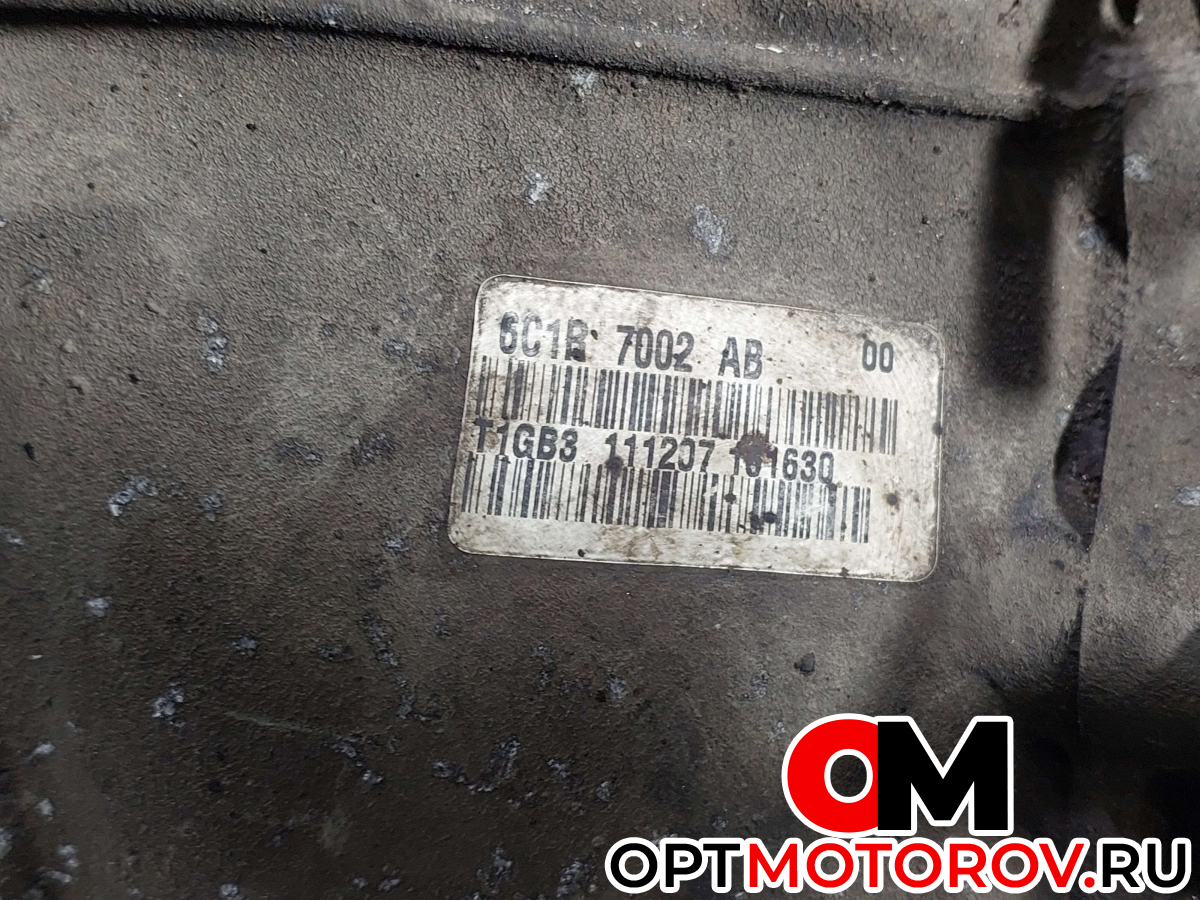 6C1R 7002 AB 00
T1GB3 111207 101630
OM
OPTMOTOROV.RU